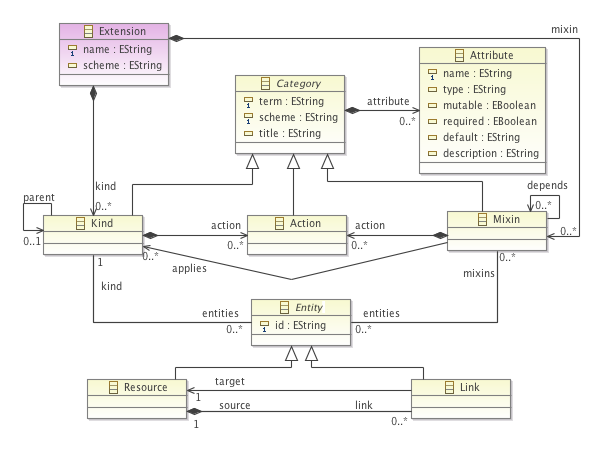 Extension
name : EString
scheme : EString
mixin
Category
term : EString
scheme : EString
title : EString
attribute
0..*
Attribute
name : EString
type : EString
mutable : EBoolean
required : EBoolean
default : EString
description : EString
kind
0..*
parent
0..1
Kind
action
0..*
Action
action
0..*
depends
0..*
Mixin
0..*
0..*
applies
0..*
mixins
1
kind
Entity
id : EString
entities
0..*
entities
0..*
Resource
target
1
Link
source
1
link
0..*